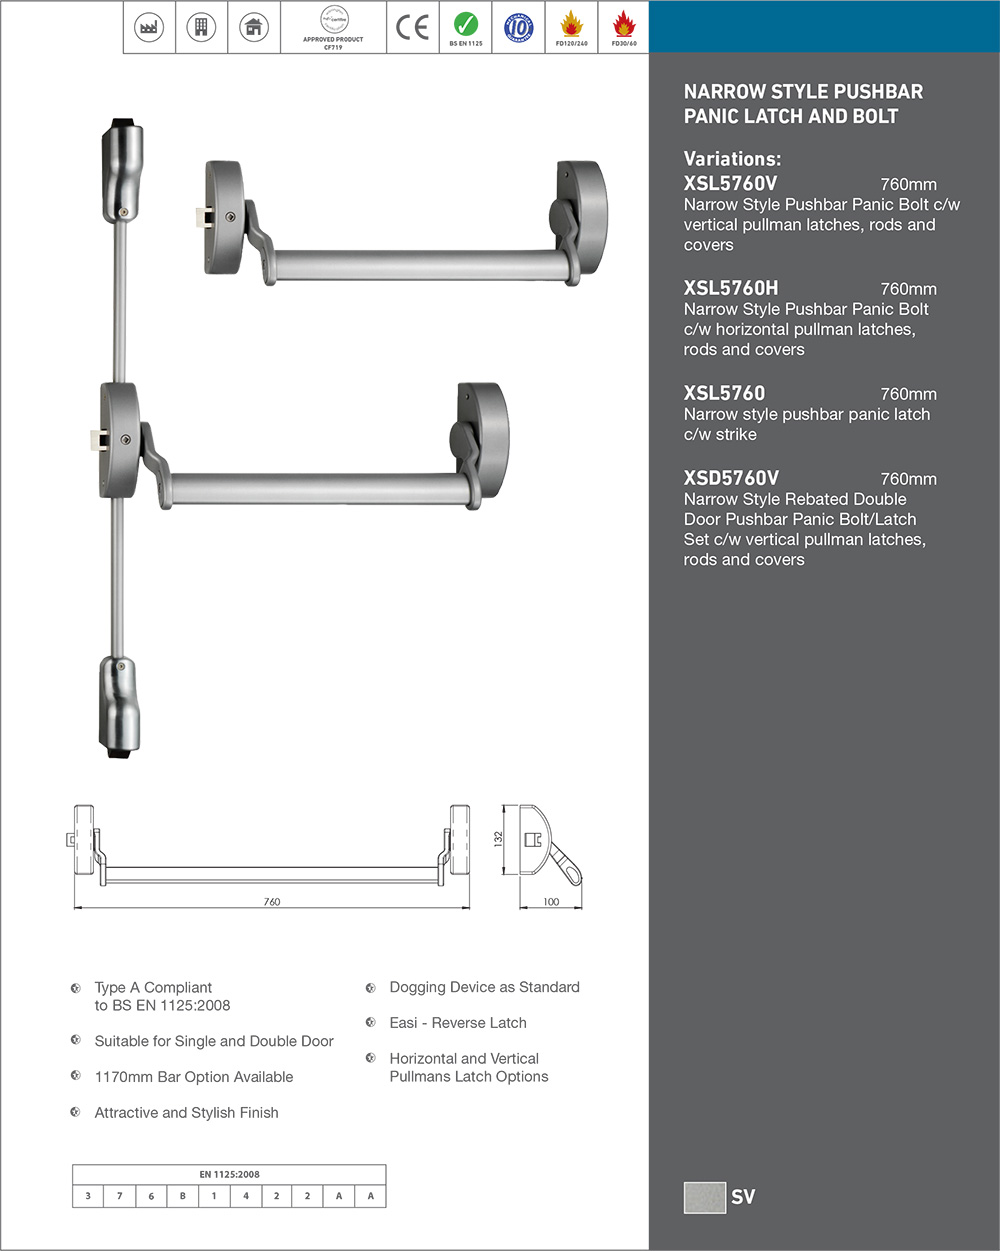 APPROVED PRODUCT
CF719
CE
BS EN 1125
10
FD120/240
FD30/60
NARROW STYLE PUSHBAR
PANIC LATCH AND BOLT
Variations:
XSL5760V 760mm
Narrow Style Pushbar Panic Bolt c/w
vertical pullman latches, rods and
covers
XSL5760H 760mm
Narrow Style Pushbar Panic Bolt
c/w horizontal pullman latches,
rods and covers
XSL5760 760mm
Narrow style pushbar panic latch
c/w strike
XSD5760V 760mm
Narrow Style Rebated Double
Door Pushbar Panic Bolt/Latch
Set c/w vertical pullman latches,
rods and covers
760
132
100
Type A Compliant
to BS EN 1125:2008
Suitable for Single and Double Door
1170mm Bar Option Available
Attractive and Stylish Finish
Dogging Device as Standard
Easi - Reverse Latch
Horizontal and Vertical
Pullmans Latch Options
EN 1125:2008
3 7 6 B 1 4 2 2 A A
SV